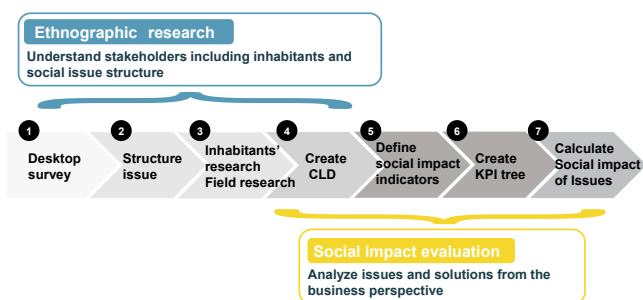 Ethnographic research
Understand stakeholders including inhabitants and
social issue structure
1
Desktop
survey
2
Structure
issue
3
Inhabitants'
research
Field research
4
Create
CLD
5
Define
social impact
indicators
6
Create
KPI tree
7
Calculate
Social impact
of Issues
Social impact evaluation
Analyze issues and solutions from the
business perspective